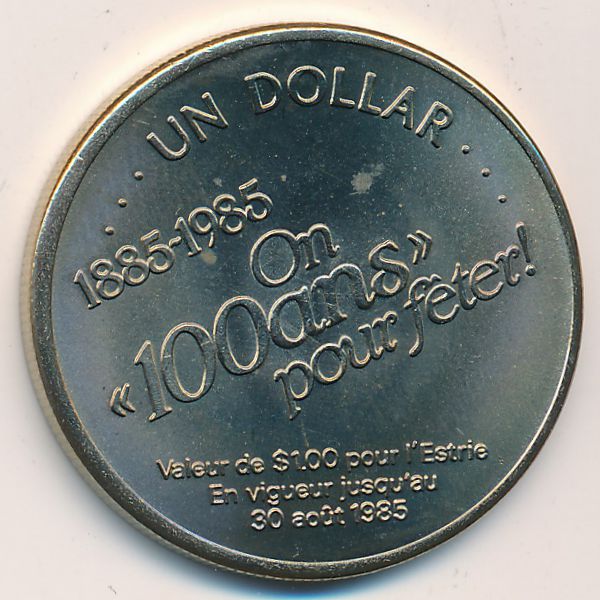 UN DOLLAR
1885-1985
On
«100ans»
pour fêter!
Valeur de $1.00 pour l'Estrie
En vigueur jusqu'au
30 août 1985